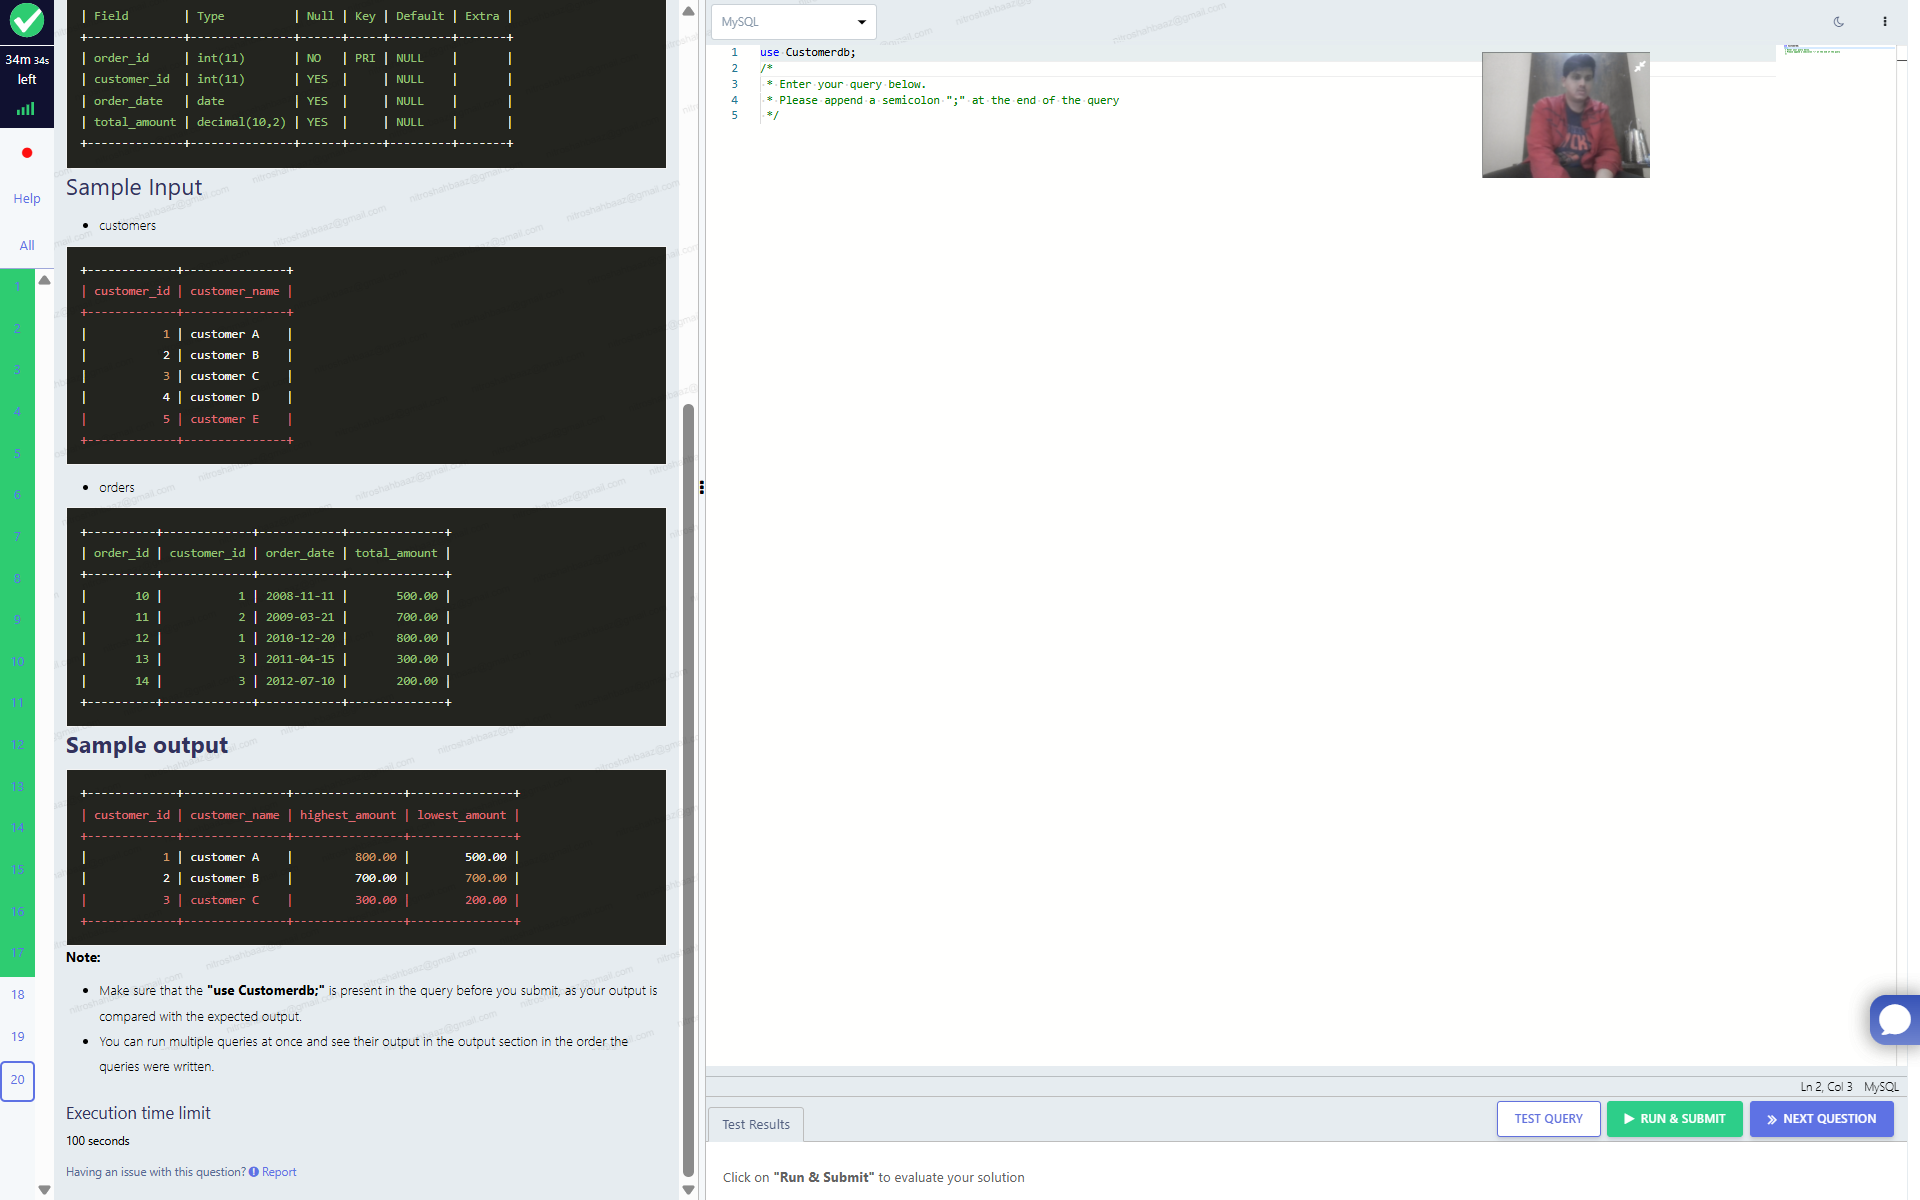 34m 34s
left
Help
All
1
2
3
4
5
6
7
8
9
10
11
12
13
14
15
16
17
18
19
20
| Field | Type | Null | Key | Default | Extra |
+-------------+---------------+------+-----+---------+-------+
| order_id | int(11) | NO | PRI | NULL | |
| customer_id | int(11) | YES | | NULL | |
| order_date | date | YES | | NULL | |
| total_amount | decimal(10,2) | YES | | NULL | |
+-------------+---------------+------+-----+---------+-------+
Sample Input
• customers
+-------------+---------------+
| customer_id | customer_name |
+-------------+---------------+
| 1 | customer A |
| 2 | customer B |
| 3 | customer C |
| 4 | customer D |
| 5 | customer E |
+-------------+---------------+
• orders
+----------+-------------+------------+--------------+
| order_id | customer_id | order_date | total_amount |
+----------+-------------+------------+--------------+
| 10 | 1 | 2008-11-11 | 500.00 |
| 11 | 2 | 2009-03-21 | 700.00 |
| 12 | 1 | 2010-12-20 | 800.00 |
| 13 | 3 | 2011-04-15 | 300.00 |
| 14 | 3 | 2012-07-10 | 200.00 |
+----------+-------------+------------+--------------+
Sample output
+-------------+---------------+----------------+---------------+
| customer_id | customer_name | highest_amount | lowest_amount |
+-------------+---------------+----------------+---------------+
| 1 | customer A | 800.00 | 500.00 |
| 2 | customer B | 700.00 | 700.00 |
| 3 | customer C | 300.00 | 200.00 |
+-------------+---------------+----------------+---------------+
Note:
• Make sure that the "use Customerdb;" is present in the query before you submit, as your output is
compared with the expected output.
• You can run multiple queries at once and see their output in the output section in the order the
queries were written.
Execution time limit
100 seconds
Having an issue with this question? Report
nitroshahbaaz@gmail.com
MySQL
1 use Customerdb;
2 /*
3 * Enter your query below.
4 * Please append a semicolon ";" at the end of the query
5 */
Ln 2, Col 3 MySQL
Test Results
TEST QUERY
RUN & SUBMIT
NEXT QUESTION
Click on "Run & Submit" to evaluate your solution